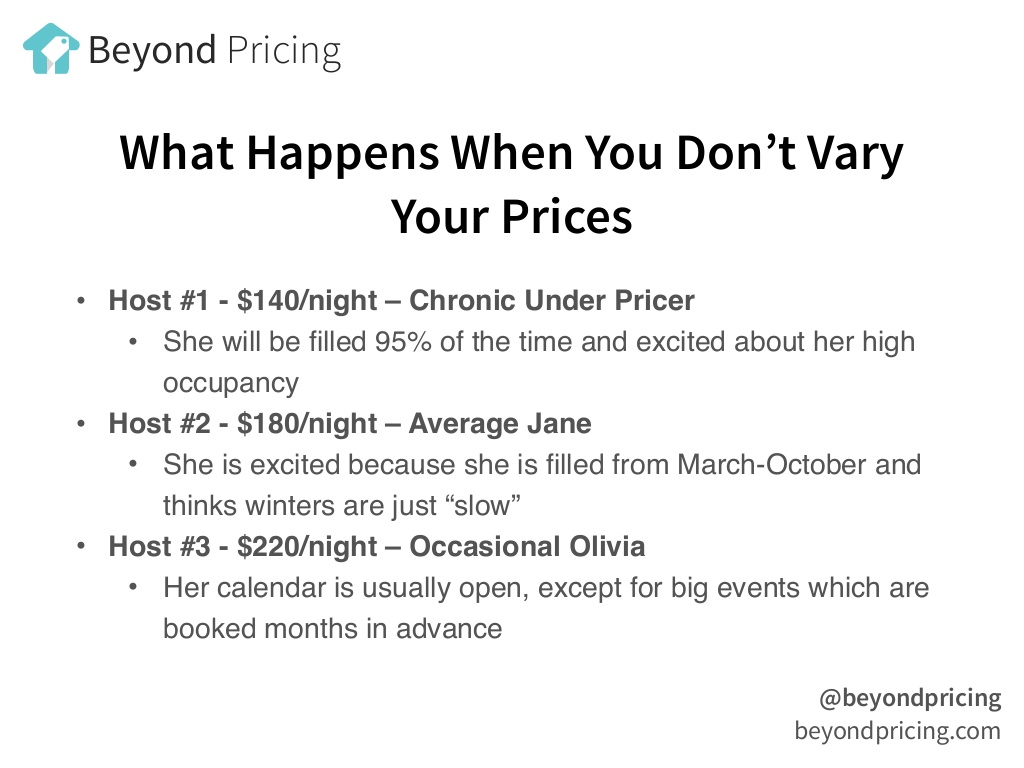 Beyond Pricing
What Happens When You Don’t Vary
Your Prices
• Host #1 - $140/night – Chronic Under Pricer
• She will be filled 95% of the time and excited about her high
occupancy
• Host #2 - $180/night – Average Jane
• She is excited because she is filled from March-October and
thinks winters are just “slow”
• Host #3 - $220/night – Occasional Olivia
• Her calendar is usually open, except for big events which are
booked months in advance
@beyondpricing
beyondpricing.com